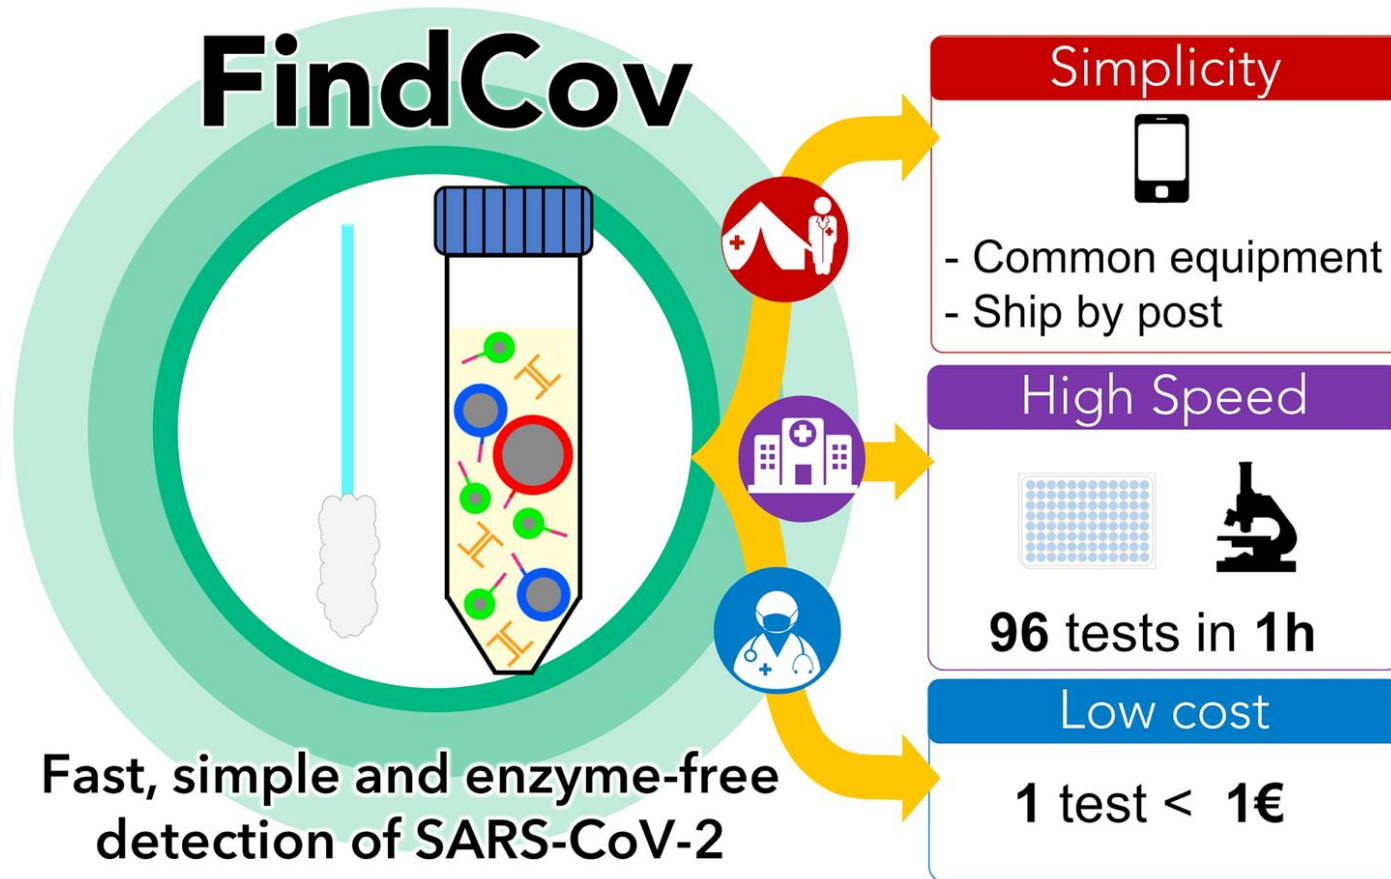 FindCov
Fast, simple and enzyme-free
detection of SARS-CoV-2
Simplicity
- Common equipment
- Ship by post
High Speed
96 tests in 1h
Low cost
1 test < 1€